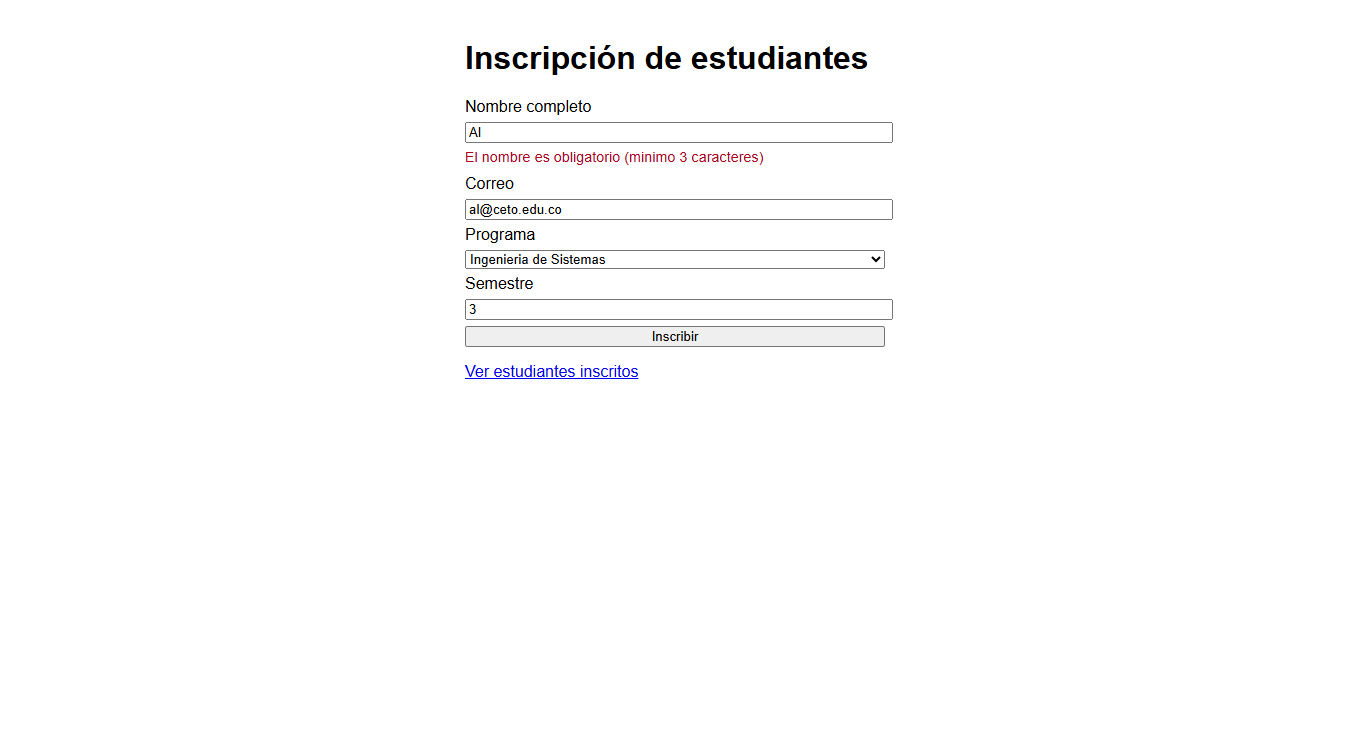 Inscripción de estudiantes
Nombre completo
Al
El nombre es obligatorio (minimo 3 caracteres)
Correo
al@ceto.edu.co
Programa
Ingenieria de Sistemas
Semestre
3
Inscribir
Ver estudiantes inscritos